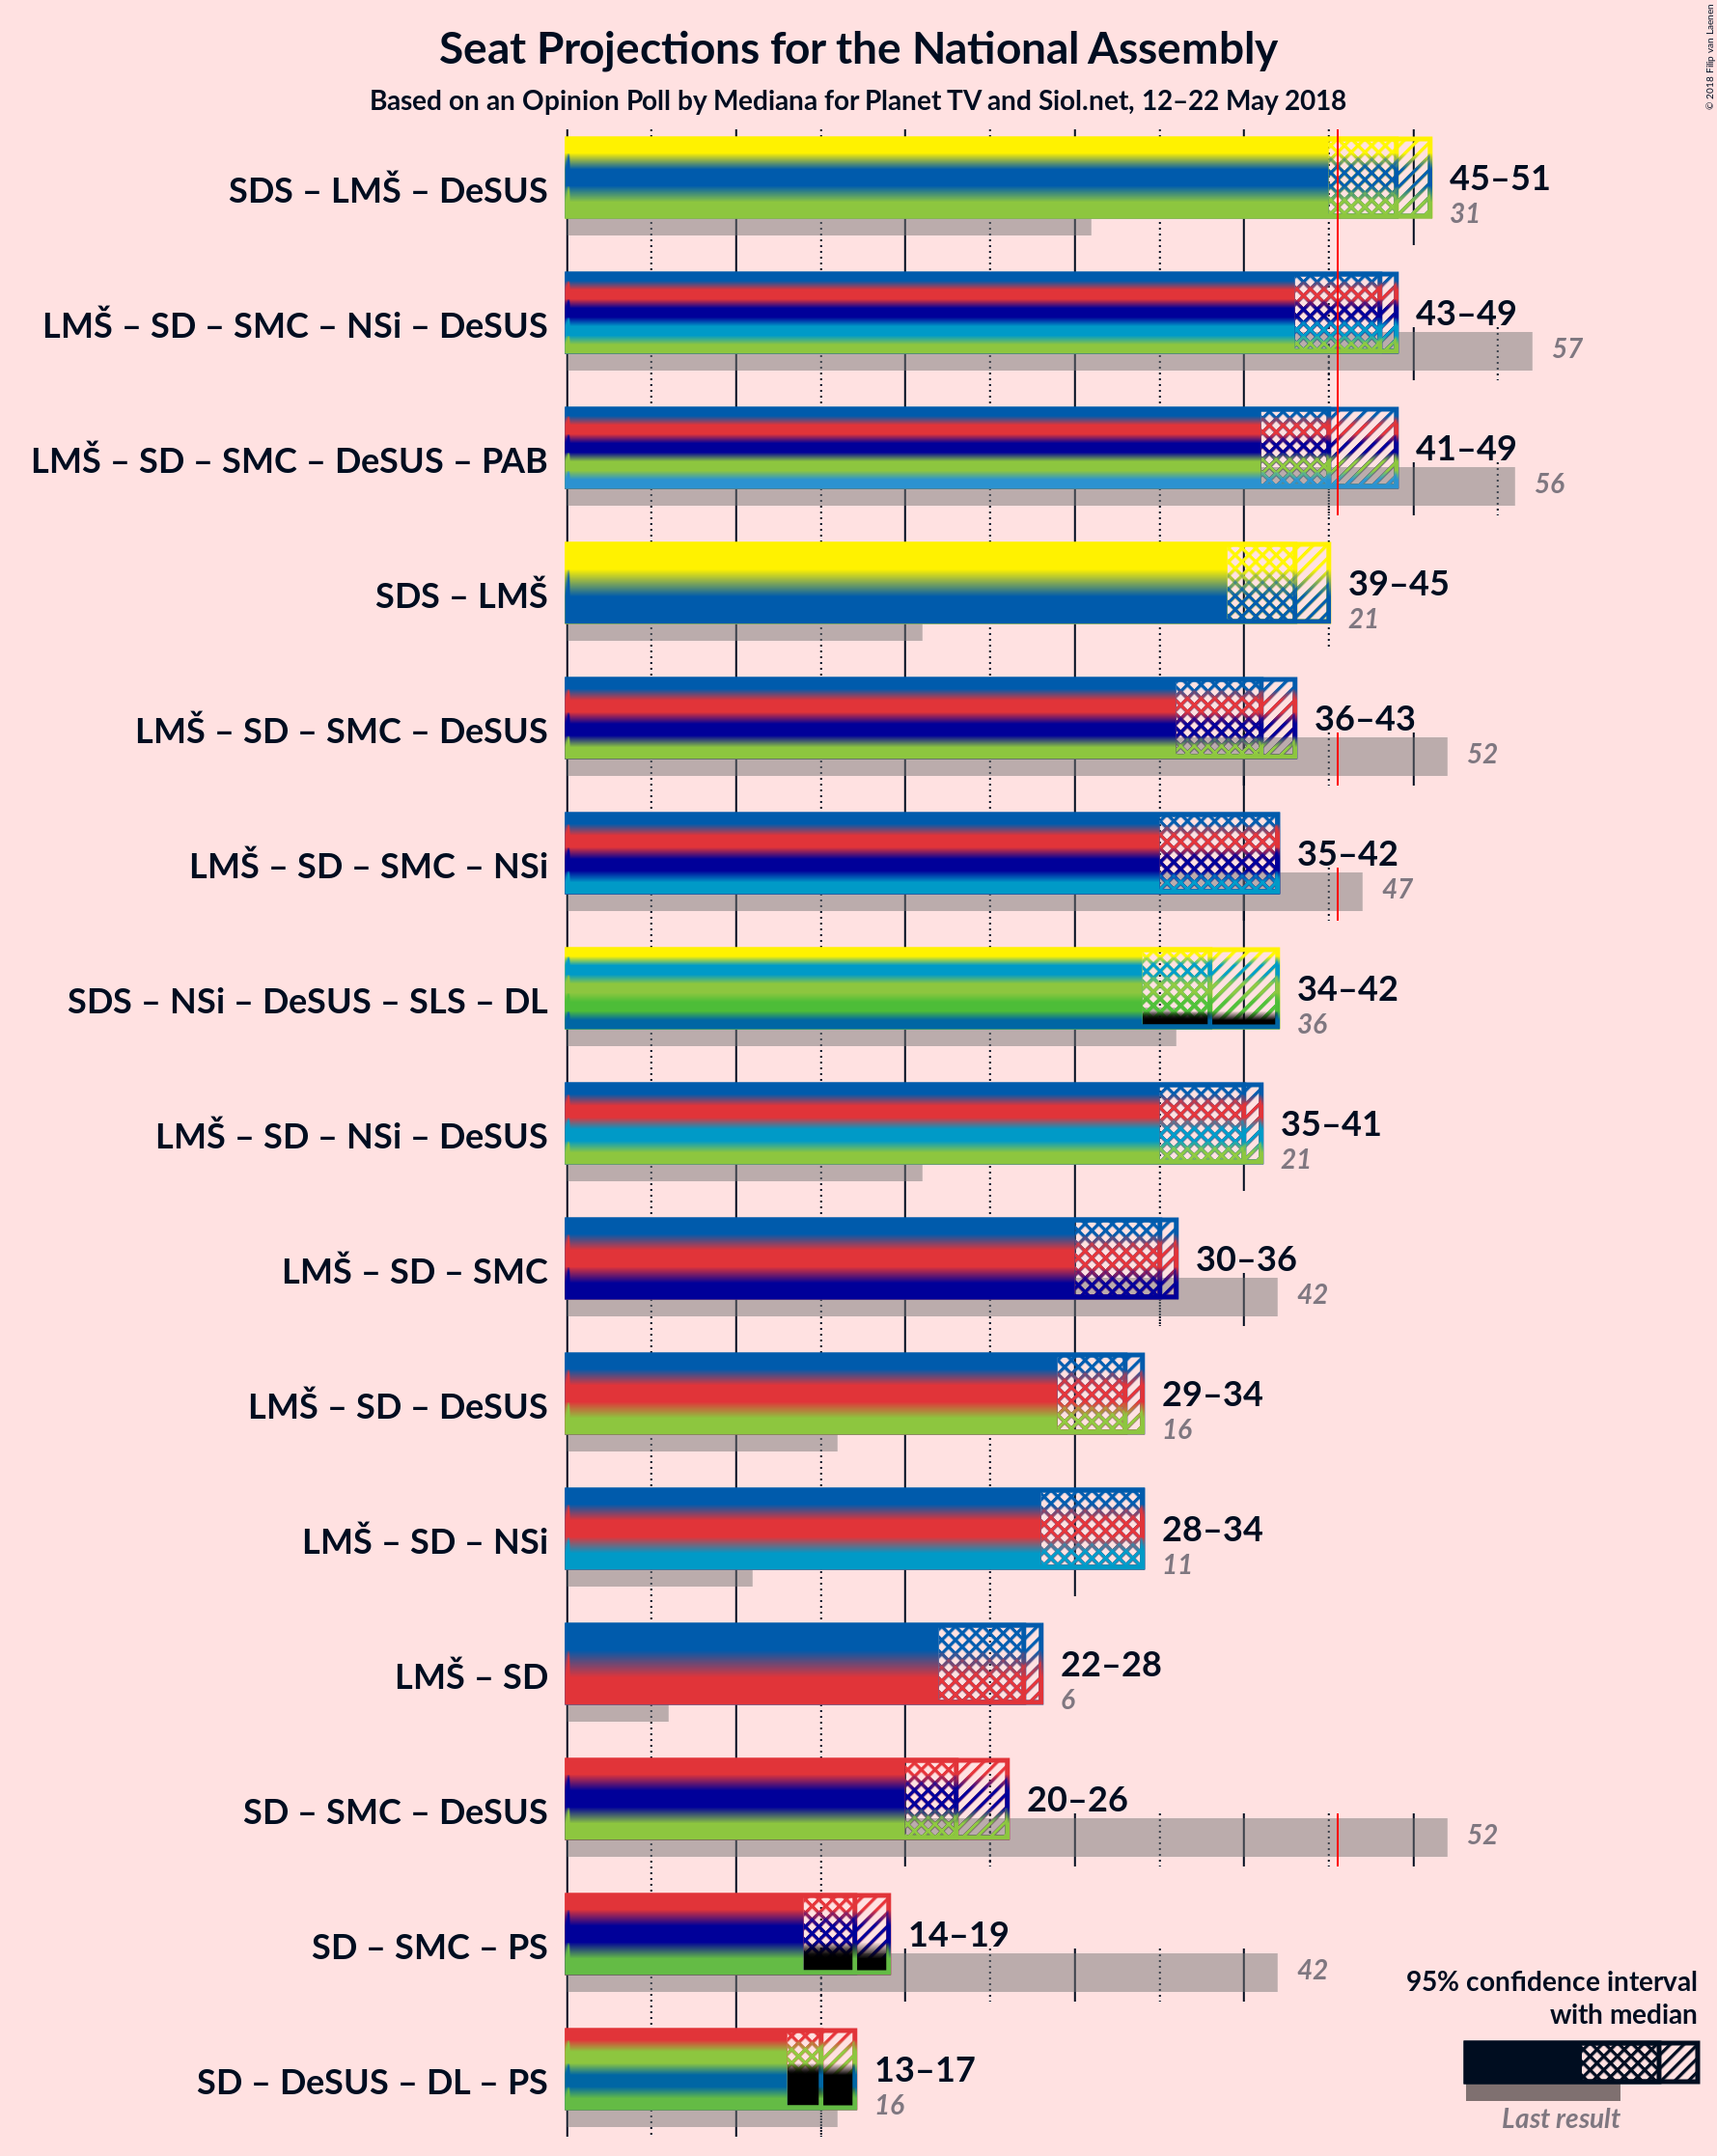 Seat Projections for the National Assembly
Based on an Opinion Poll by Mediana for Planet TV and Siol.net, 12–22 May 2018
© 2018 Filip van Laenen
SDS – LMŠ – DeSUS
45–51
31
LMŠ – SD – SMC – NSi – DeSUS
43–49
57
LMŠ – SD – SMC – DeSUS – PAB
41–49
56
SDS – LMŠ
39–45
21
LMŠ – SD – SMC – DeSUS
36–43
52
LMŠ – SD – SMC – NSi
35–42
47
SDS – NSi – DeSUS – SLS – DL
34–42
36
LMŠ – SD – NSi – DeSUS
35–41
21
LMŠ – SD – SMC
30–36
42
LMŠ – SD – DeSUS
29–34
16
LMŠ – SD – NSi
28–34
11
LMŠ – SD
22–28
6
SD – SMC – DeSUS
20–26
52
SD – SMC – PS
14–19
42
SD – DeSUS – DL – PS
13–17
16
95% confidence interval
with median
Last result